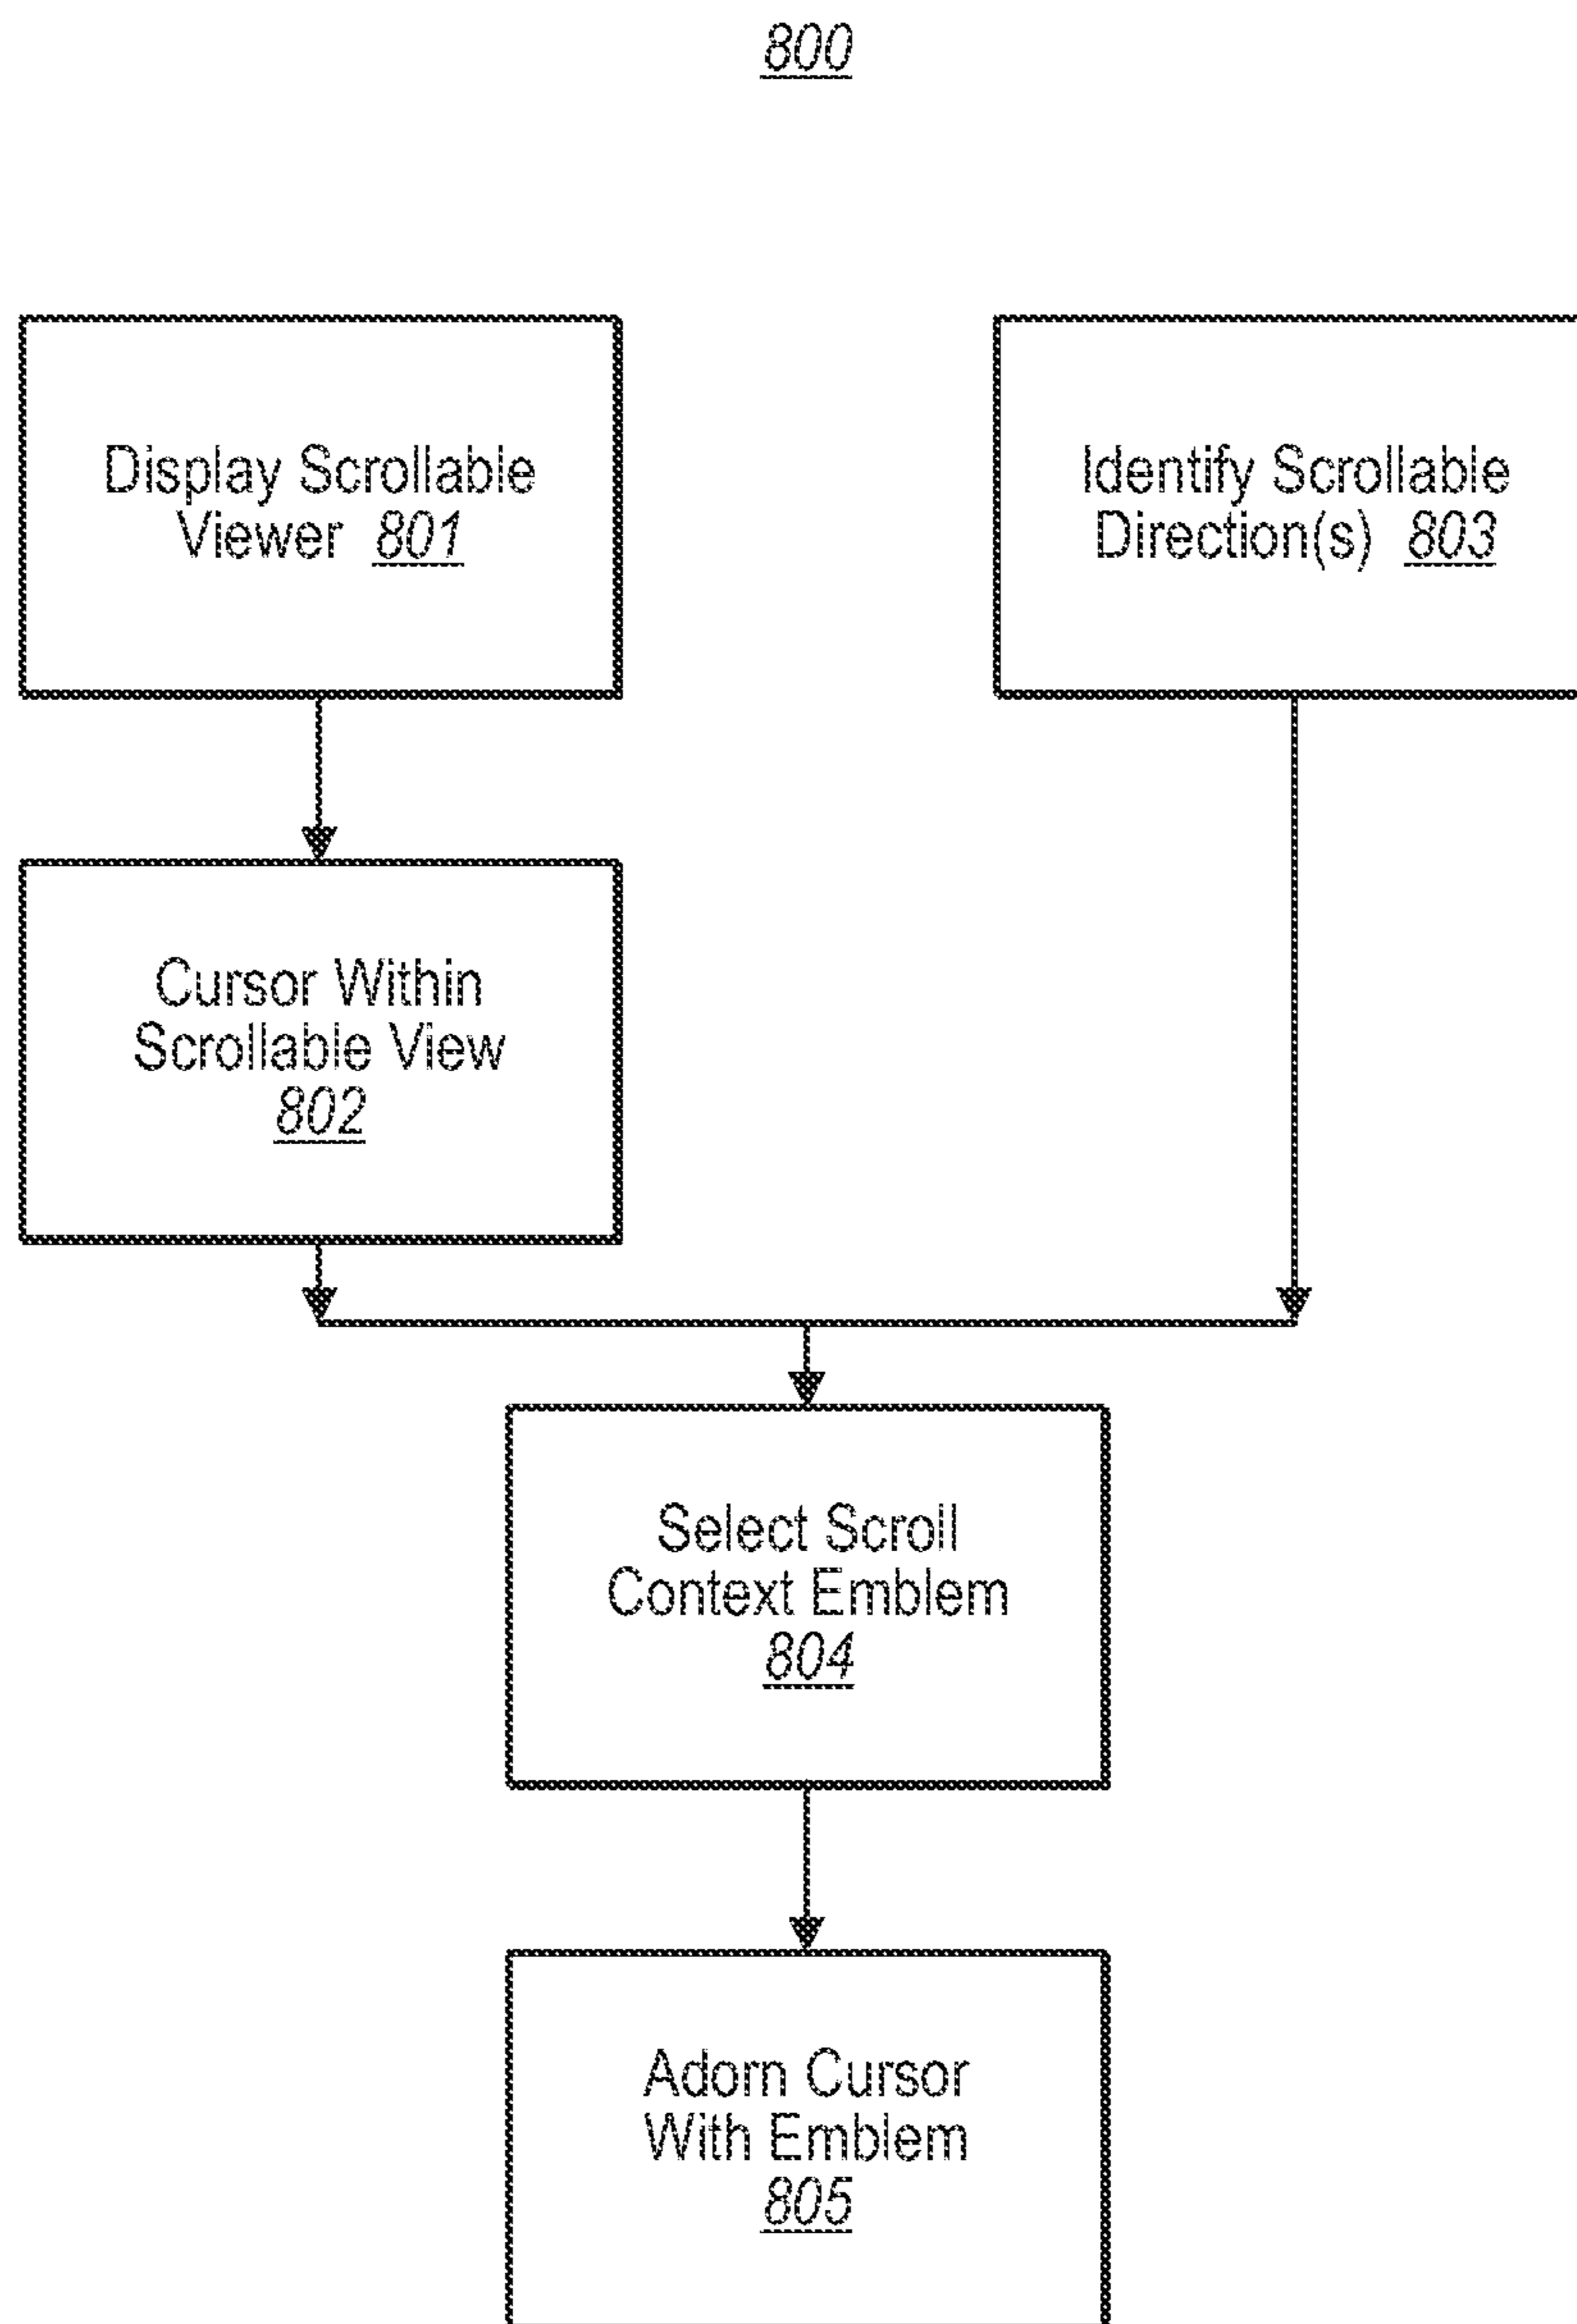 800
Display Scrollable
Viewer 801
Identify Scrollable
Direction(s) 803
Cursor Within
Scrollable View
802
Select Scroll
Context Emblem
804
Adorn Cursor
With Emblem
805